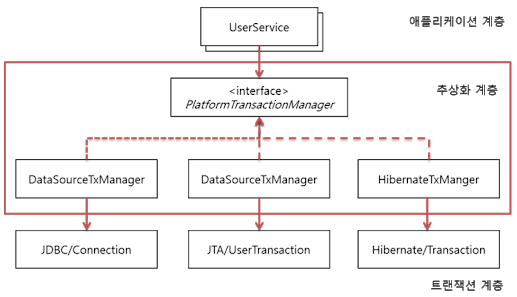 UserService
애플리케이션 계층
<interface>
PlatformTransactionManager
추상화 계층
DataSourceTxManager
DataSourceTxManager
HibernateTxManger
JDBC/Connection
JTA/UserTransaction
Hibernate/Transaction
트랜잭션 계층